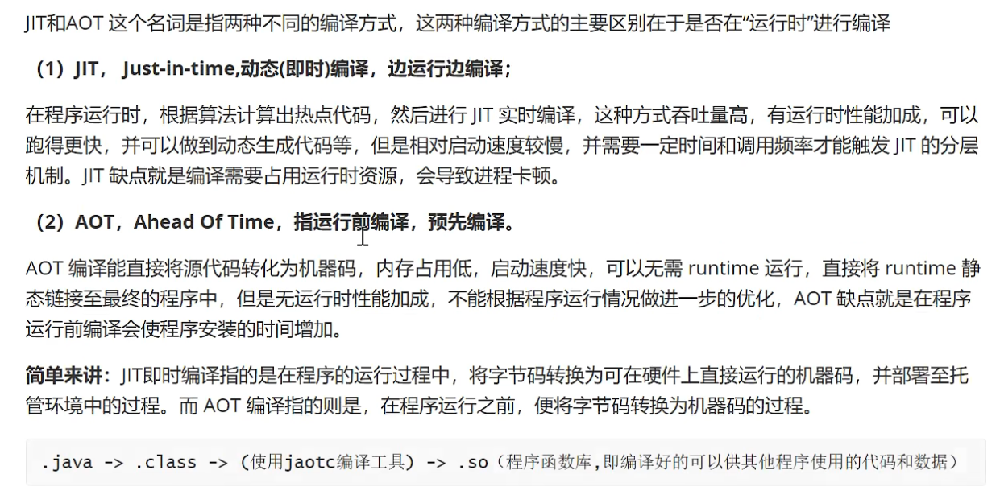 JIT和AOT 这个名词是指两种不同的编译方式，这两种编译方式的主要区别在于是否在“运行时”进行编译
（1）JIT， Just-in-time,动态(即时)编译，边运行边编译；
在程序运行时，根据算法计算出热点代码，然后进行 JIT 实时编译，这种方式吞吐量高，有运行时性能加成，可以
跑得更快，并可以做到动态生成代码等，但是相对启动速度较慢，并需要一定时间和调用频率才能触发 JIT 的分层
机制。JIT 缺点就是编译需要占用运行时资源，会导致进程卡顿。
（2）AOT，Ahead Of Time，指运行前编译，预先编译。
AOT 编译能直接将源代码转化为机器码，内存占用低，启动速度快，可以无需 runtime 运行，直接将 runtime 静
态链接至最终的程序中，但是无运行时性能加成，不能根据程序运行情况做进一步的优化，AOT 缺点就是在程序
运行前编译会使程序安装的时间增加。
简单来讲：JIT即时编译指的是在程序的运行过程中，将字节码转换为可在硬件上直接运行的机器码，并部署至托
管环境中的过程。而 AOT 编译指的则是，在程序运行之前，便将字节码转换为机器码的过程。
.java -> .class -> (使用jaotc编译工具) -> .so（程序函数库,即编译好的可以供其他程序使用的代码和数据）